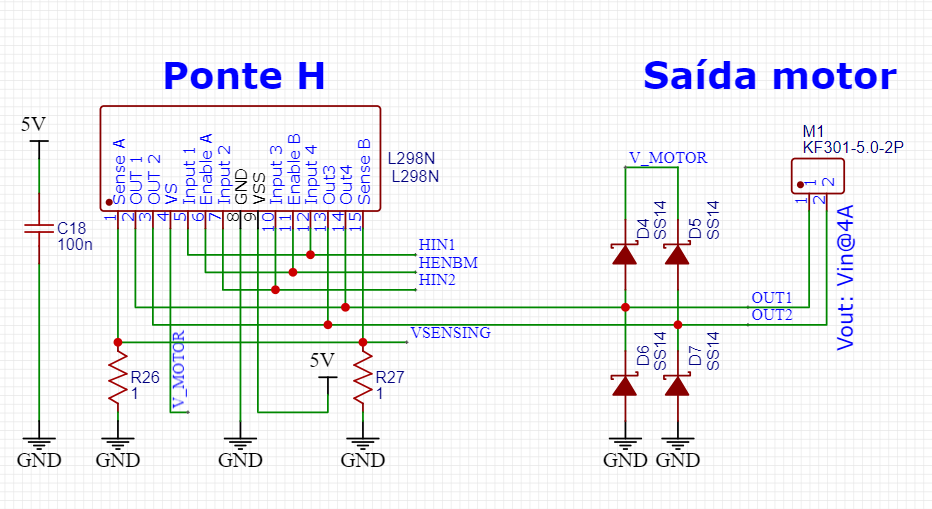 Ponte H
Saída motor
5V
C18
100n
Sense A
OUT 1
OUT 2
VS
Input 1
Enable A
Input 2
GND
VSS
Input 3
Enable B
Input 4
Out3
Out4
Sense B
1
2
3
4
5
6
7
8
9
10
11
12
13
14
15
L298N
L298N
HIN1
HENBM
HIN2
VSENSING
R26
1
V_MOTOR
5V
R27
1
V_MOTOR
D4
SS14
D5
SS14
D6
SS14
D7
SS14
OUT1
OUT2
M1
KF301-5.0-2P
1
2
1
2
Vout: Vin@4A
GND
GND
GND
GND
GND
GND